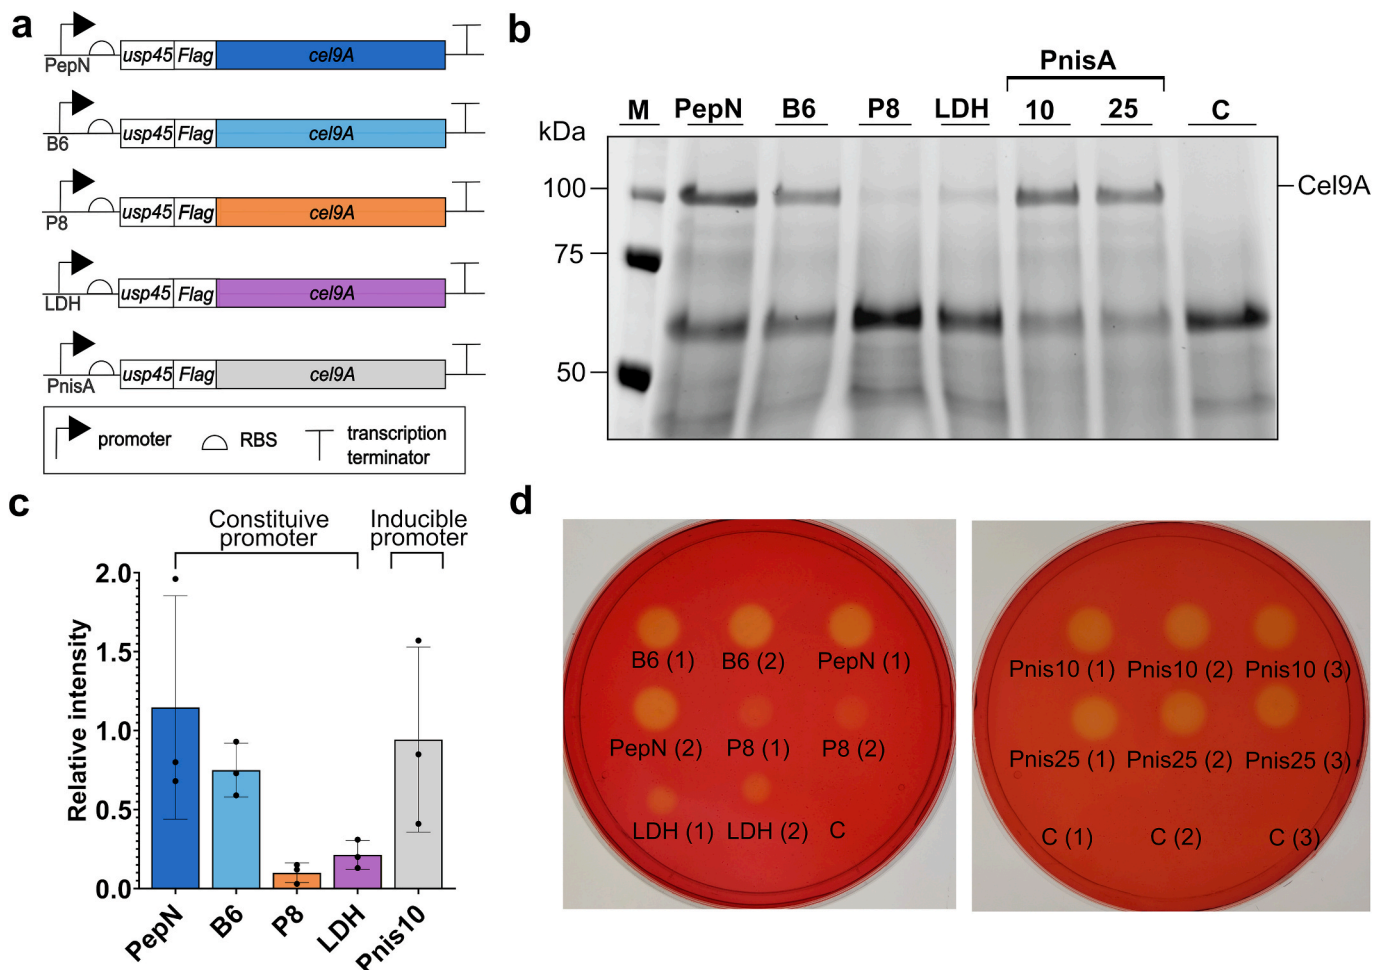 a
PepN
usp45 Flag cel9A
B6
usp45 Flag cel9A
P8
usp45 Flag cel9A
LDH
usp45 Flag cel9A
PnisA
usp45 Flag cel9A
promoter
RBS
transcription
terminator
b
PnisA
M PepN B6 P8 LDH 10 25 C
kDa
100
75
50
Cel9A
c
Constituive
promoter
Inducible
promoter
Relative intensity
2.0
1.5
1.0
0.5
0.0
PepN
B6
P8
LDH
Pnis10
d
B6 (1) B6 (2) PepN (1)
PepN (2) P8 (1) P8 (2)
LDH (1) LDH (2) C
Pnis10 (1) Pnis10 (2) Pnis10 (3)
Pnis25 (1) Pnis25 (2) Pnis25 (3)
C (1) C (2) C (3)